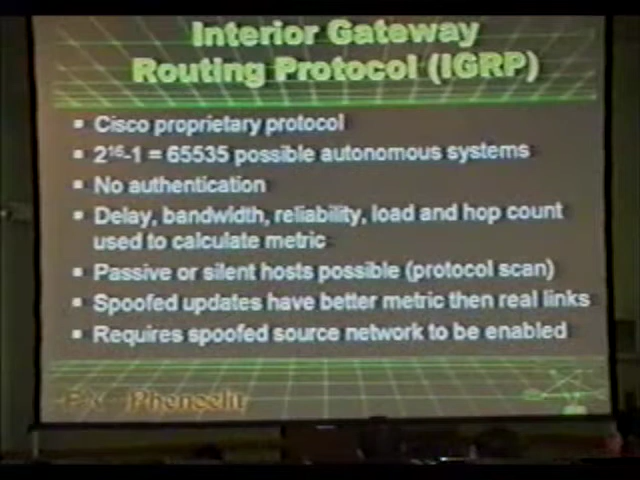 Interior Gateway
Routing Protocol (IGRP)
▪ Cisco proprietary protocol
▪ 2¹⁶-1 = 65535 possible autonomous systems
▪ No authentication
▪ Delay, bandwidth, reliability, load and hop count
used to calculate metric
▪ Passive or silent hosts possible (protocol scan)
▪ Spoofed updates have better metric then real links
▪ Requires spoofed source network to be enabled
Phenoelit